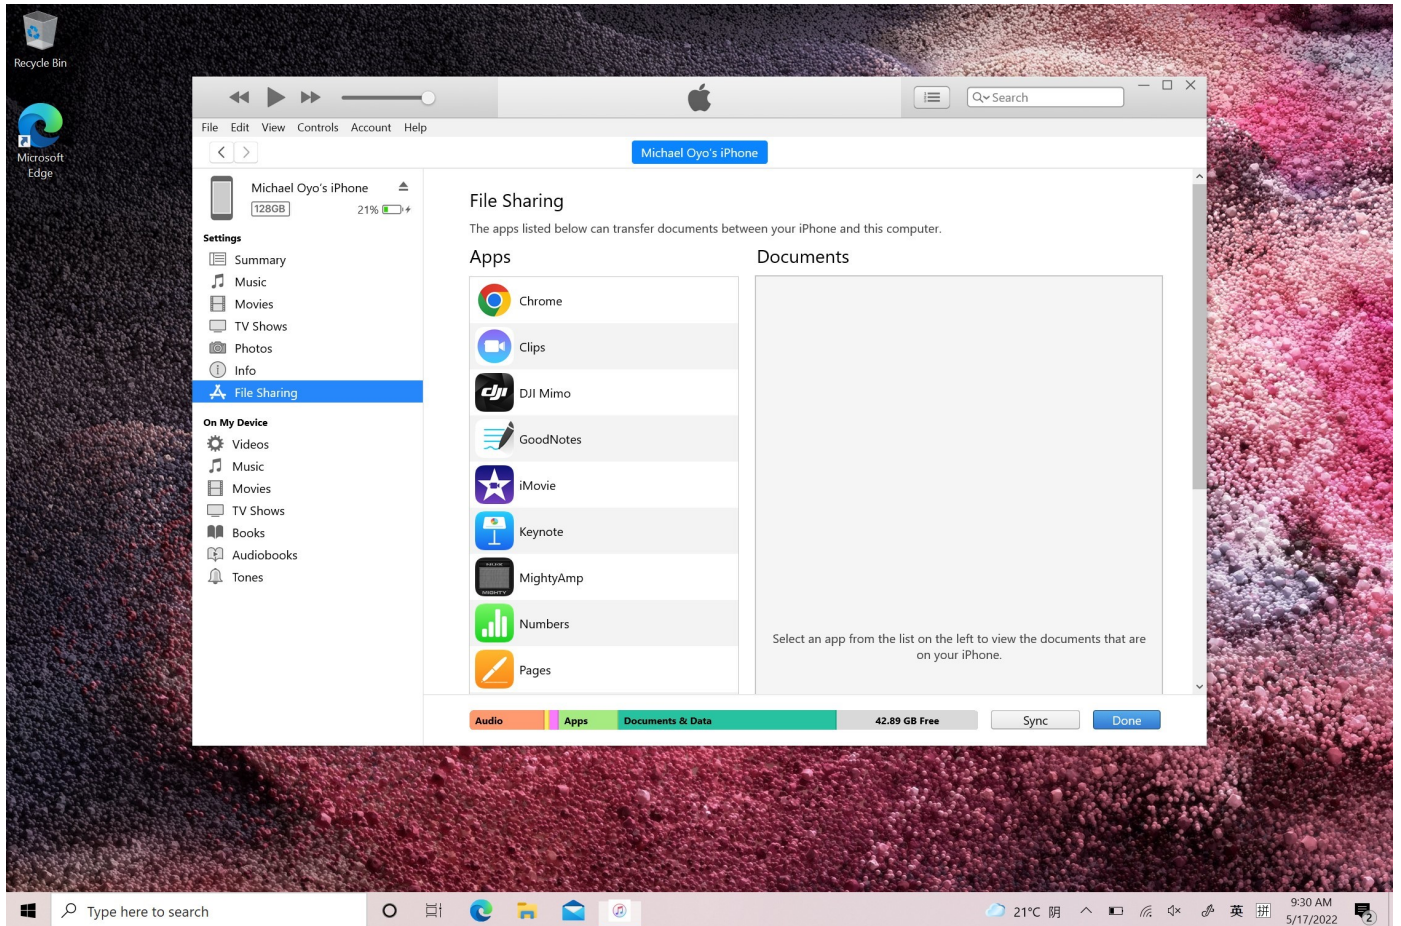 Recycle Bin
Microsoft
Edge
Search
File Edit View Controls Account Help
Michael Oyo's iPhone
Michael Oyo's iPhone
128GB
21%
Settings
Summary
Music
Movies
TV Shows
Photos
Info
File Sharing
On My Device
Videos
Music
Movies
TV Shows
Books
Audiobooks
Tones
File Sharing
The apps listed below can transfer documents between your iPhone and this computer.
Apps
Chrome
Clips
dji
DJI Mimo
GoodNotes
iMovie
Keynote
NUX
MIGHTY
MightyAmp
Numbers
Pages
Documents
Select an app from the list on the left to view the documents that are
on your iPhone.
Audio
Apps
Documents & Data
42.89 GB Free
Sync
Done
Type here to search
21°C 阴
英
拼
9:30 AM
5/17/2022
2